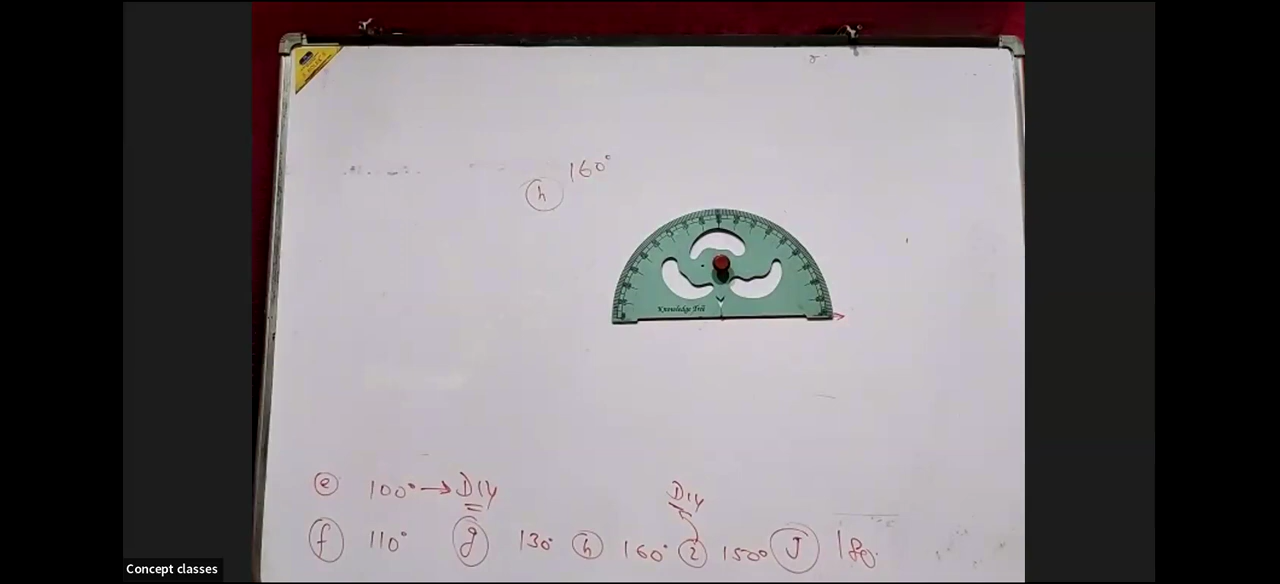 160°
h
Knowledge Tree
e 100° → DIY
DIY
f 110° g 130° h 160° i 150° J 180°
Concept classes